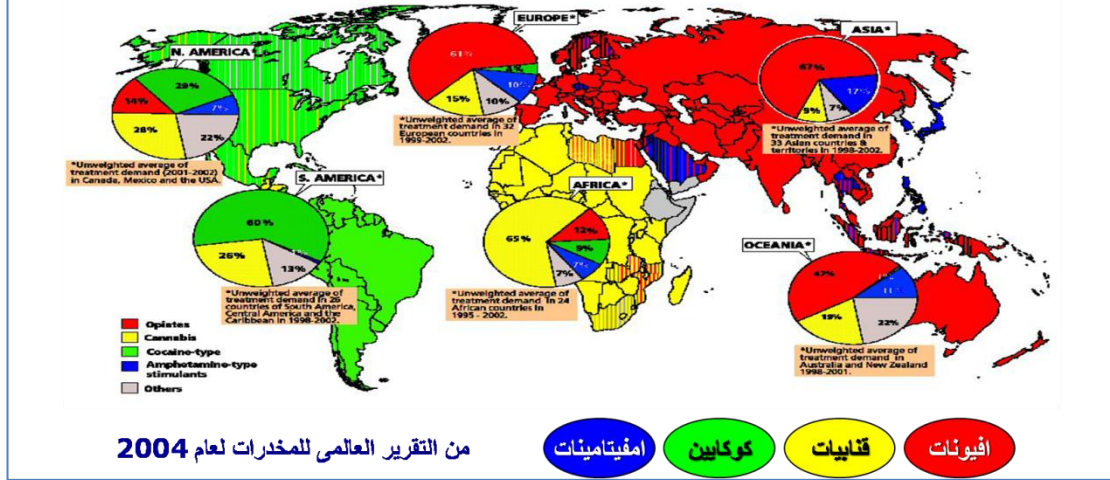 EUROPE*
N. AMERICA*
ASIA*
61%
10%
10%
15%
29%
7%
22%
28%
14%
67%
17%
7%
9%
*Unweighted average of
treatment demand in 32
European countries in
1999-2002.
*Unweighted average of
treatment demand in
33 Asian countries &
territories in 1998-2002.
*Unweighted average of
treatment demand (2001-2002)
in Canada, Mexico and the USA.
S. AMERICA*
AFRICA*
60%
26%
13%
65%
12%
9%
7%
7%
OCEANIA*
47%
11%
22%
19%
*Unweighted average of
treatment demand in 26
countries of South America,
Central America and the
Caribbean in 1998-2002.
*Unweighted average of
treatment demand in 24
African countries in
1995 - 2002.
*Unweighted average of
treatment demand in
Australia and New Zealand
1998-2001.
Opiates
Cannabis
Cocaine-type
Amphetamine-type
stimulants
Others
افيونات قنابيات كوكايين امفيتامينات من التقرير العالمى للمخدرات لعام 2004